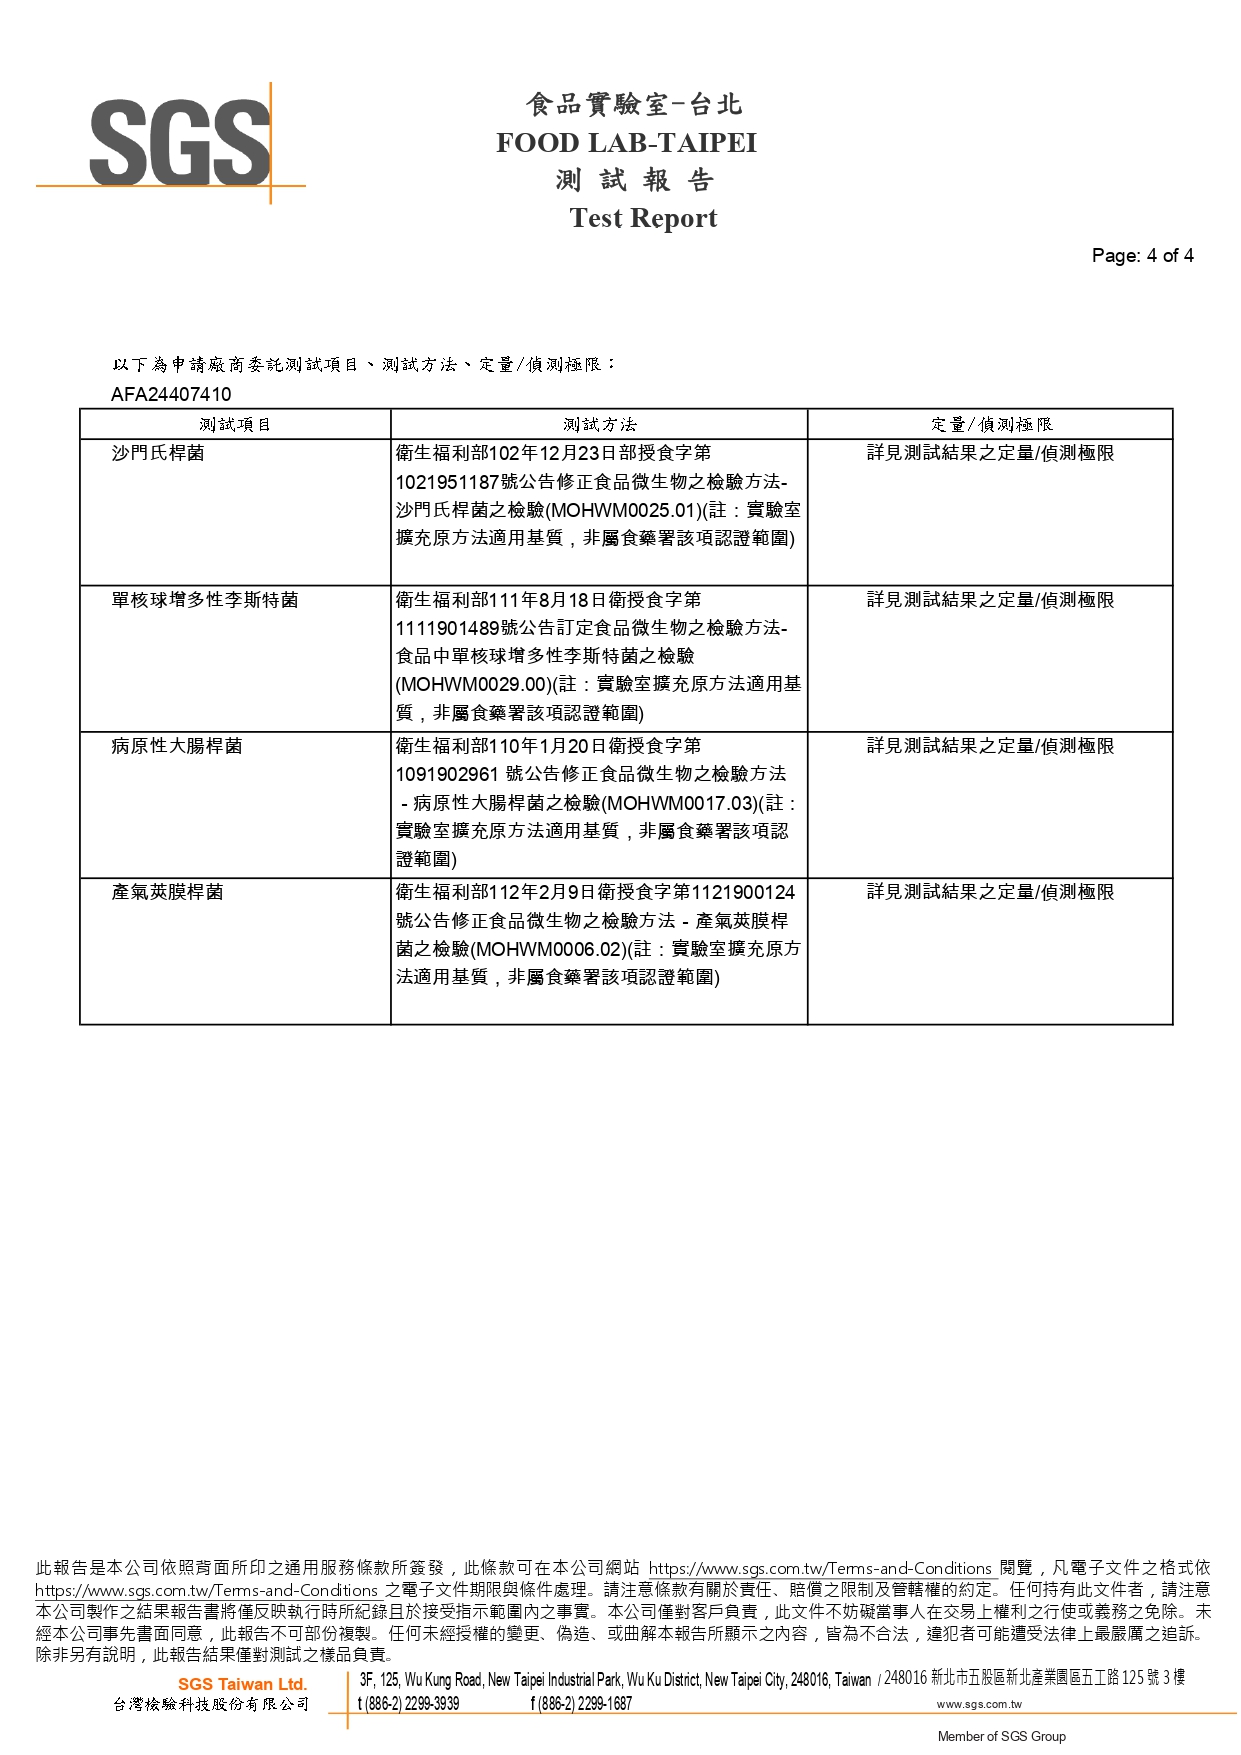 SGS
食品實驗室-台北
FOOD LAB-TAIPEI
測 試 報 告
Test Report
Page: 4 of 4
以下為申請廠商委託測試項目、測試方法、定量/偵測極限：
AFA24407410
測試項目
測試方法
定量/偵測極限
沙門氏桿菌
衛生福利部102年12月23日部授食字第
1021951187號公告修正食品微生物之檢驗方法-
沙門氏桿菌之檢驗(MOHWM0025.01)(註：實驗室
擴充原方法適用基質，非屬食藥署該項認證範圍)
詳見測試結果之定量/偵測極限
單核球增多性李斯特菌
衛生福利部111年8月18日衛授食字第
1111901489號公告訂定食品微生物之檢驗方法-
食品中單核球增多性李斯特菌之檢驗
(MOHWM0029.00)(註：實驗室擴充原方法適用基
質，非屬食藥署該項認證範圍)
詳見測試結果之定量/偵測極限
病原性大腸桿菌
衛生福利部110年1月20日衛授食字第
1091902961 號公告修正食品微生物之檢驗方法
－病原性大腸桿菌之檢驗(MOHWM0017.03)(註：
實驗室擴充原方法適用基質，非屬食藥署該項認
證範圍)
詳見測試結果之定量/偵測極限
產氣莢膜桿菌
衛生福利部112年2月9日衛授食字第1121900124
號公告修正食品微生物之檢驗方法－產氣莢膜桿
菌之檢驗(MOHWM0006.02)(註：實驗室擴充原方
法適用基質，非屬食藥署該項認證範圍)
詳見測試結果之定量/偵測極限
此報告是本公司依照背面所印之通用服務條款所簽發，此條款可在本公司網站 https://www.sgs.com.tw/Terms-and-Conditions 閱覽，凡電子文件之格式依
https://www.sgs.com.tw/Terms-and-Conditions 之電子文件期限與條件處理。請注意條款有關於責任、賠償之限制及管轄權的約定。任何持有此文件者，請注意
本公司製作之結果報告書將僅反映執行時所紀錄且於接受指示範圍內之事實。本公司僅對客戶負責，此文件不妨礙當事人在交易上權利之行使或義務之免除。未
經本公司事先書面同意，此報告不可部份複製。任何未經授權的變更、偽造、或曲解本報告所顯示之內容，皆為不合法，違犯者可能遭受法律上最嚴厲之追訴。
除非另有說明，此報告結果僅對測試之樣品負責。
SGS Taiwan Ltd.
台灣檢驗科技股份有限公司
3F, 125, Wu Kung Road, New Taipei Industrial Park, Wu Ku District, New Taipei City, 248016, Taiwan / 248016 新北市五股區新北產業園區五工路 125 號 3 樓
t (886-2) 2299-3939 f (886-2) 2299-1687 www.sgs.com.tw
Member of SGS Group